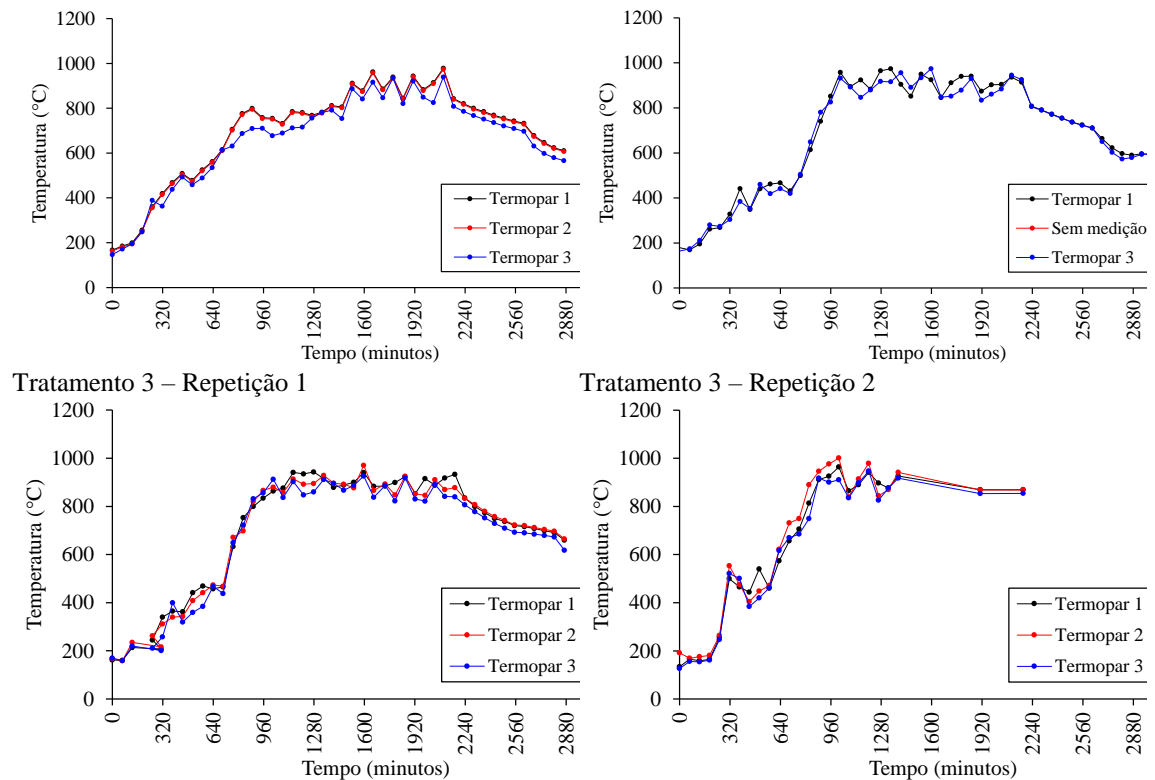 1200
1000
800
600
400
200
0
Temperatura (°C)
Termopar 1
Termopar 2
Termopar 3
0 320 640 960 1280 1600 1920 2240 2560 2880
Tempo (minutos)
1200
1000
800
600
400
200
0
Temperatura (°C)
Termopar 1
Sem medição
Termopar 3
0 320 640 960 1280 1600 1920 2240 2560 2880
Tempo (minutos)
Tratamento 3 – Repetição 1
Tratamento 3 – Repetição 2
1200
1000
800
600
400
200
0
Temperatura (°C)
Termopar 1
Termopar 2
Termopar 3
0 320 640 960 1280 1600 1920 2240 2560 2880
Tempo (minutos)
1200
1000
800
600
400
200
0
Temperatura (°C)
Termopar 1
Termopar 2
Termopar 3
0 320 640 960 1280 1600 1920 2240 2560 2880
Tempo (minutos)